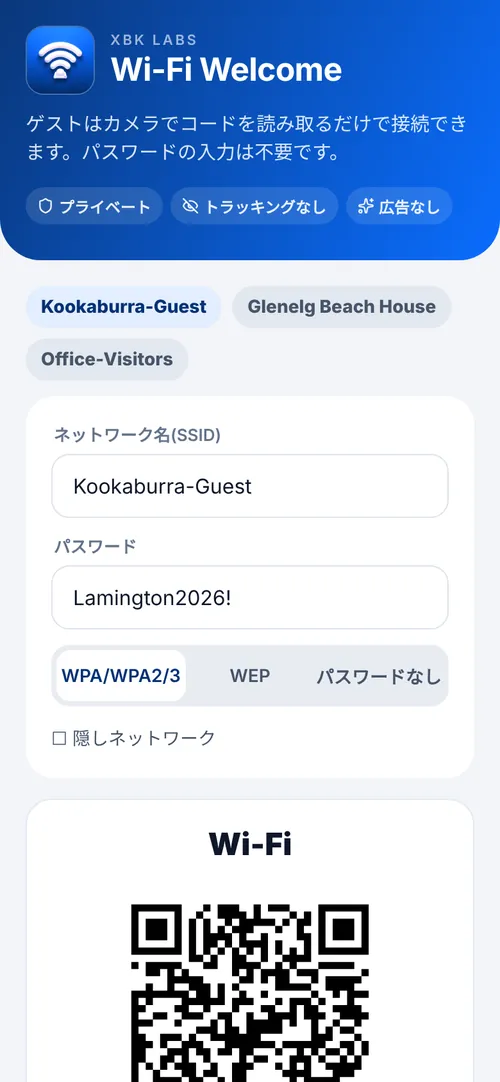 XBK LABS
Wi-Fi Welcome
ゲストはカメラでコードを読み取るだけで接続でき
ます。パスワードの入力は不要です。
プライベート
トラッキングなし
広告なし
Kookaburra-Guest
Glenelg Beach House
Office-Visitors
ネットワーク名(SSID)
Kookaburra-Guest
パスワード
Lamington2026!
WPA/WPA2/3
WEP
パスワードなし
隠しネットワーク
Wi-Fi